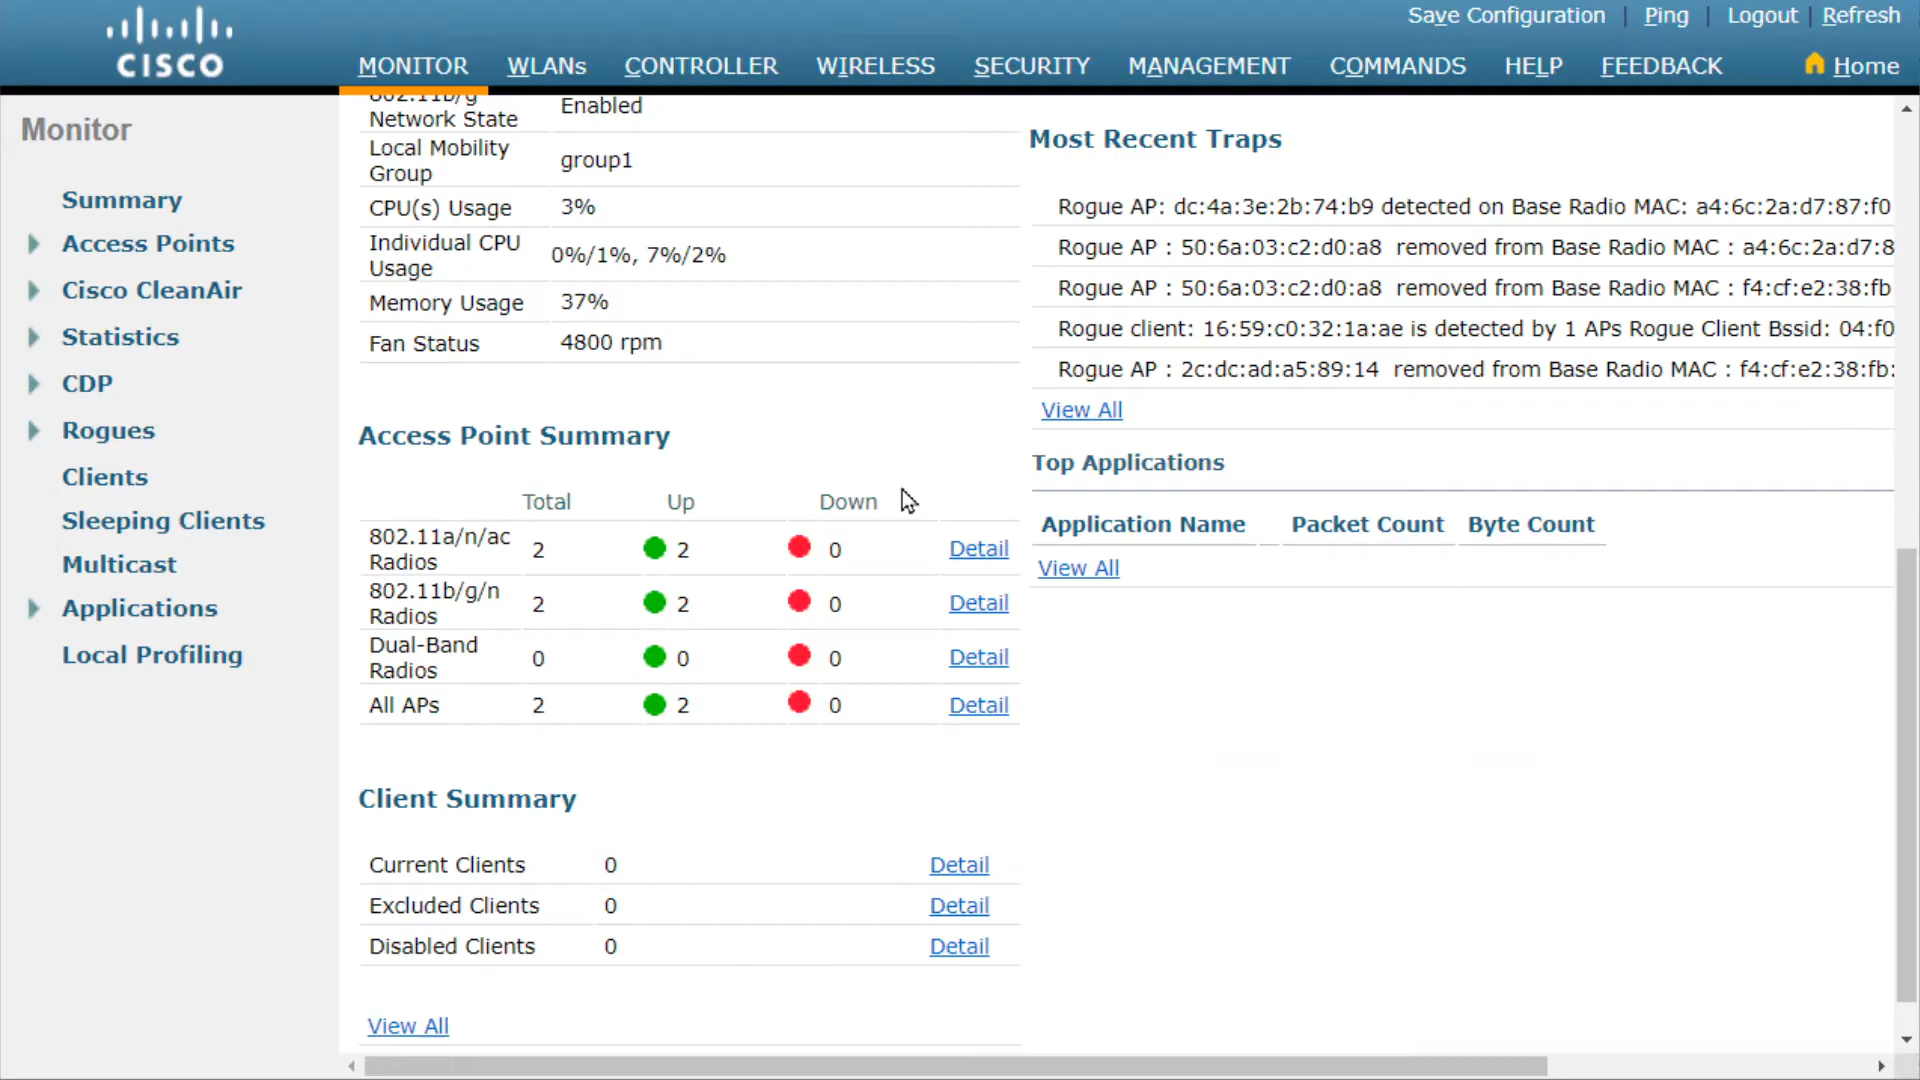 CISCO
Save Configuration | Ping | Logout | Refresh
MONITOR WLANs CONTROLLER WIRELESS SECURITY MANAGEMENT COMMANDS HELP FEEDBACK Home
Monitor
Summary
Access Points
Cisco CleanAir
Statistics
CDP
Rogues
Clients
Sleeping Clients
Multicast
Applications
Local Profiling
802.11b/g
Network State Enabled
Local Mobility
Group group1
CPU(s) Usage 3%
Individual CPU
Usage 0%/1%, 7%/2%
Memory Usage 37%
Fan Status 4800 rpm
Access Point Summary
Total Up Down
802.11a/n/ac
Radios 2 2 0 Detail
802.11b/g/n
Radios 2 2 0 Detail
Dual-Band
Radios 0 0 0 Detail
All APs 2 2 0 Detail
Client Summary
Current Clients 0 Detail
Excluded Clients 0 Detail
Disabled Clients 0 Detail
View All
Most Recent Traps
Rogue AP: dc:4a:3e:2b:74:b9 detected on Base Radio MAC: a4:6c:2a:d7:87:f0
Rogue AP : 50:6a:03:c2:d0:a8 removed from Base Radio MAC : a4:6c:2a:d7:8
Rogue AP : 50:6a:03:c2:d0:a8 removed from Base Radio MAC : f4:cf:e2:38:fb
Rogue client: 16:59:c0:32:1a:ae is detected by 1 APs Rogue Client Bssid: 04:f0
Rogue AP : 2c:dc:ad:a5:89:14 removed from Base Radio MAC : f4:cf:e2:38:fb:
View All
Top Applications
Application Name Packet Count Byte Count
View All